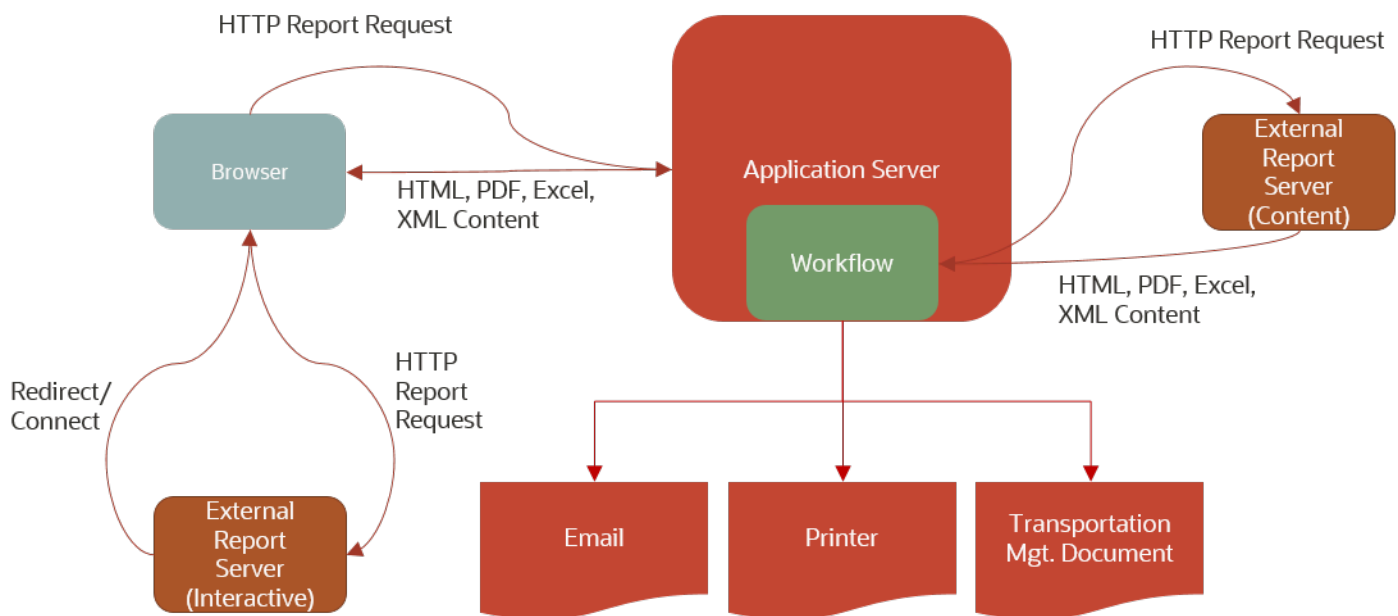 HTTP Report Request
HTTP Report Request
Browser
HTML, PDF, Excel,
XML Content
Application Server
Workflow
External
Report
Server
(Content)
HTML, PDF, Excel,
XML Content
Redirect/
Connect
HTTP
Report
Request
External
Report
Server
(Interactive)
Email
Printer
Transportation
Mgt. Document